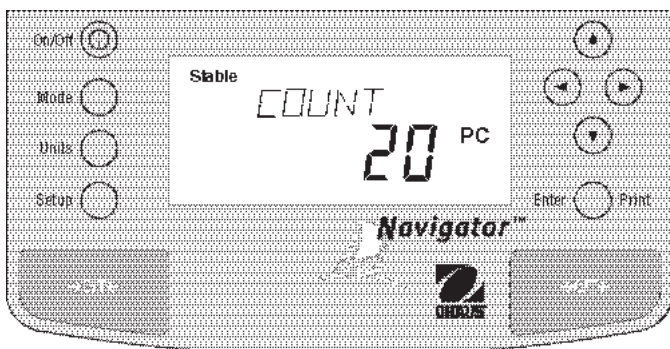 On/Off
Mode
Units
Setup
Stable
COUNT
20 PC
Enter
Print
Navigator™
OHAUS